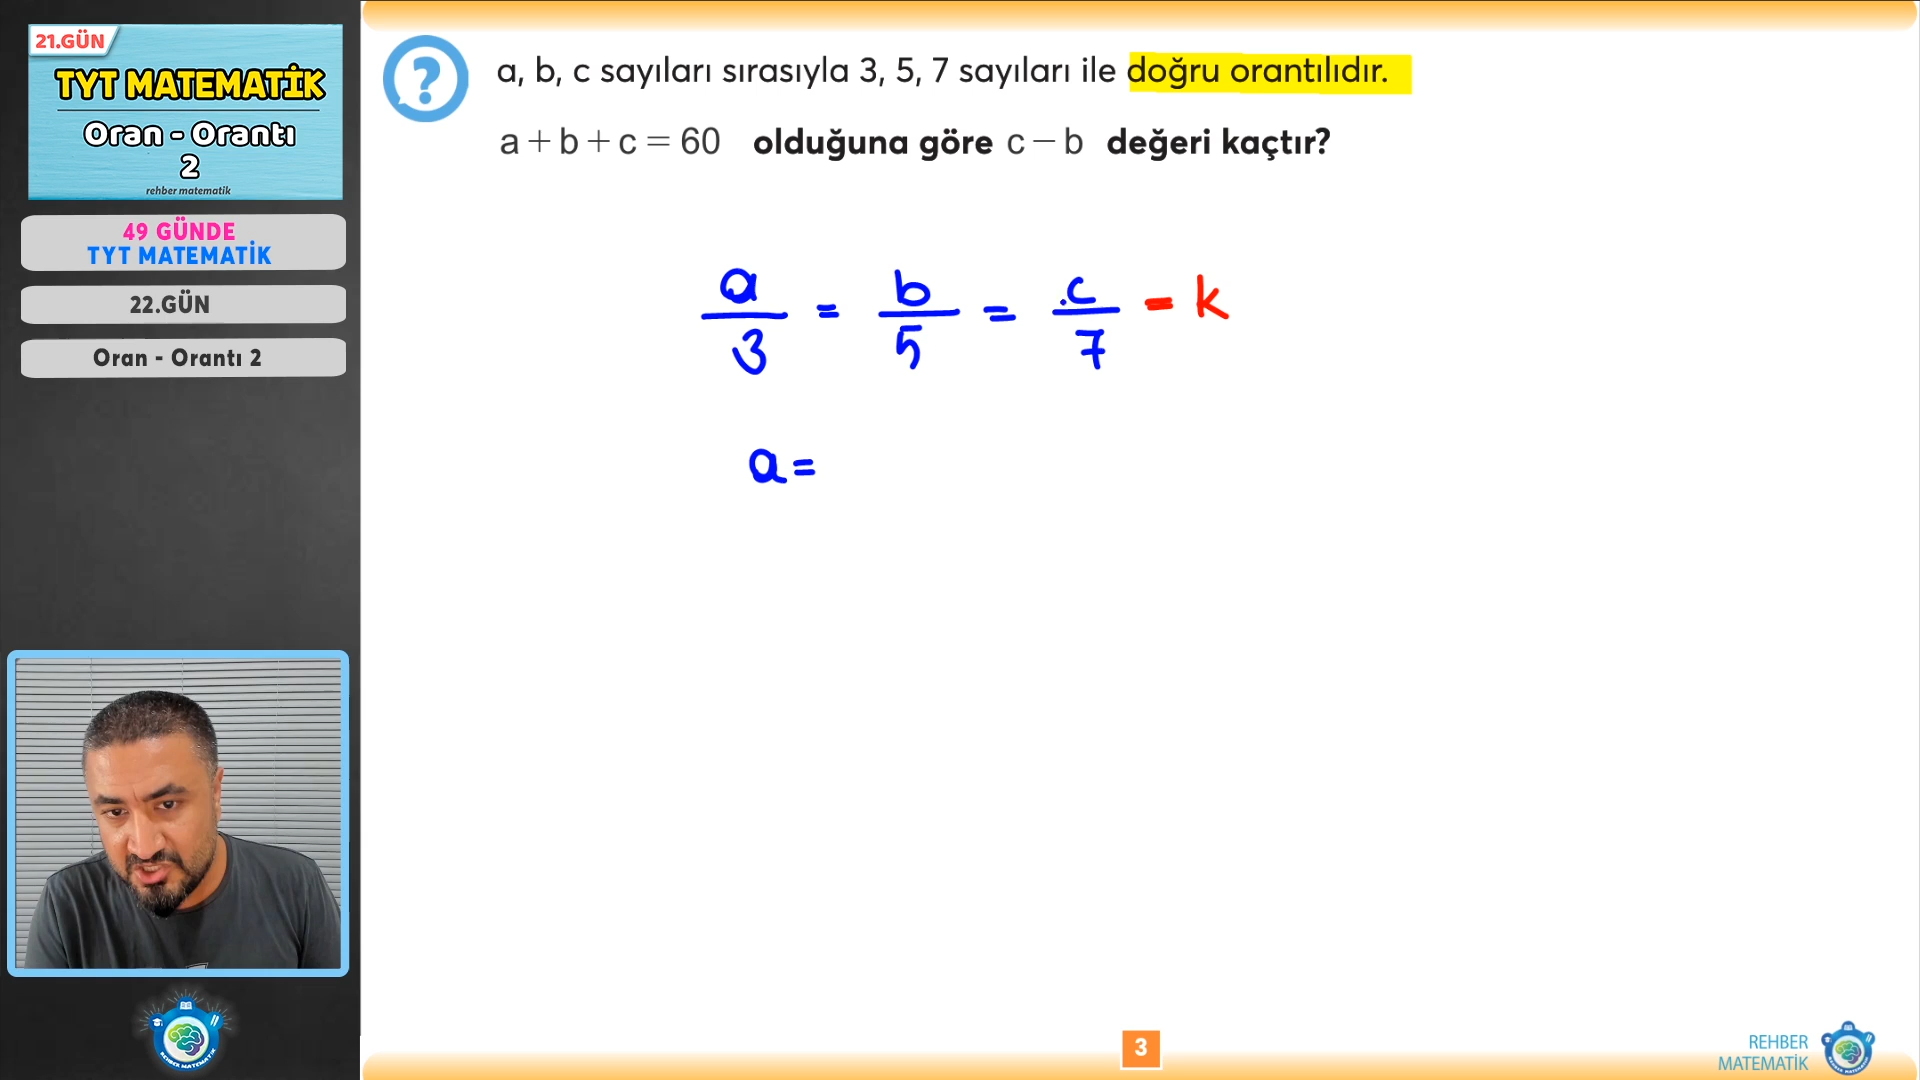 21.GÜN
TYT MATEMATİK
Oran - Orantı
2
rehber matematik
49 GÜNDE
TYT MATEMATİK
22.GÜN
Oran - Orantı 2
?
a, b, c sayıları sırasıyla 3, 5, 7 sayıları ile doğru orantılıdır.
a + b + c = 60 olduğuna göre c − b değeri kaçtır?
a/3 = b/5 = c/7 = k
a =
REHBER MATEMATİK
3
REHBER
MATEMATİK